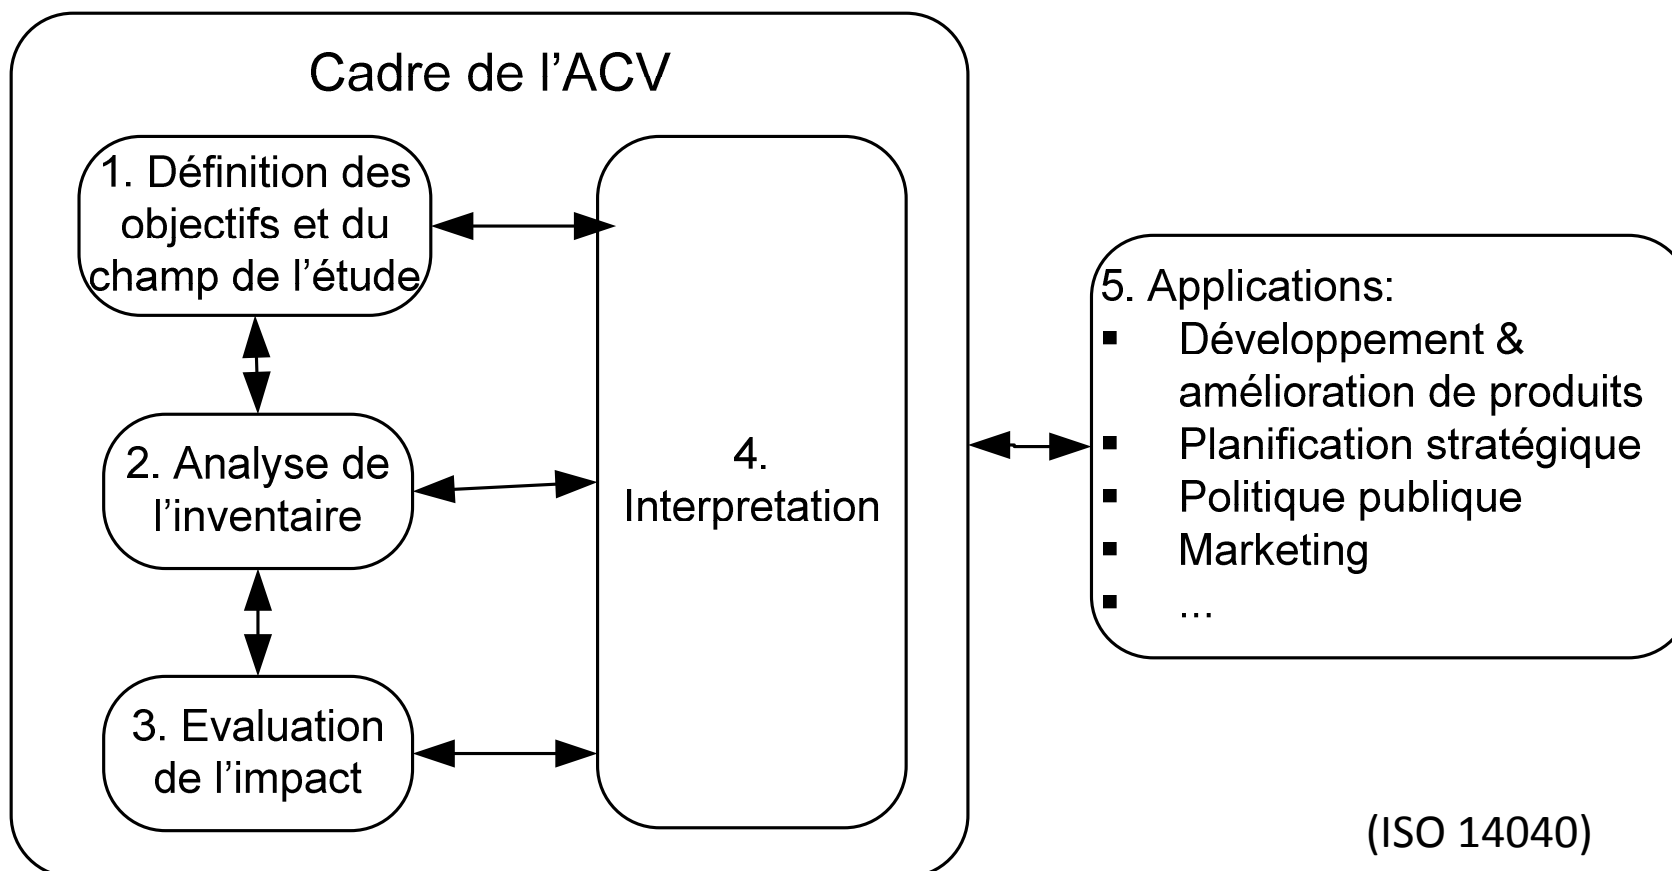 Cadre de l’ACV
1. Définition des
objectifs et du
champ de l’étude
2. Analyse de
l’inventaire
3. Evaluation
de l’impact
4.
Interpretation
5. Applications:
▪ Développement &
amélioration de produits
▪ Planification stratégique
▪ Politique publique
▪ Marketing
▪ ...
(ISO 14040)